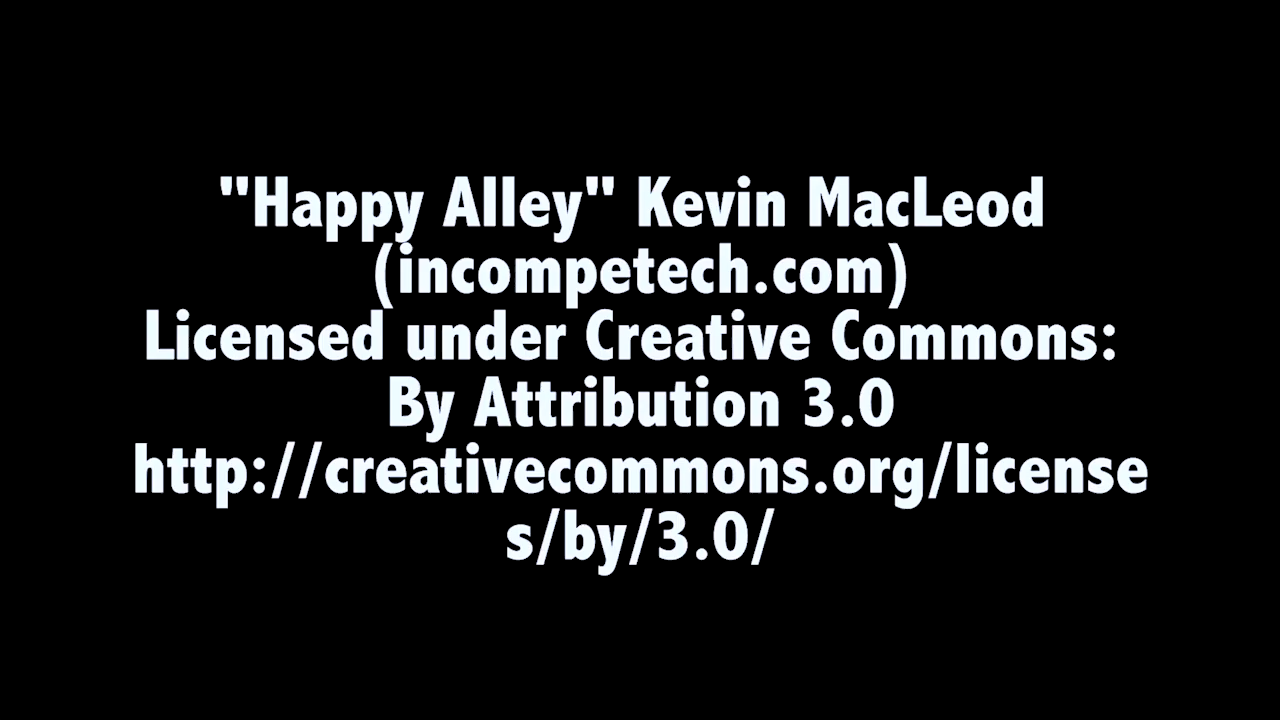 "Happy Alley" Kevin MacLeod
(incompetech.com)
Licensed under Creative Commons:
By Attribution 3.0
http://creativecommons.org/license
s/by/3.0/